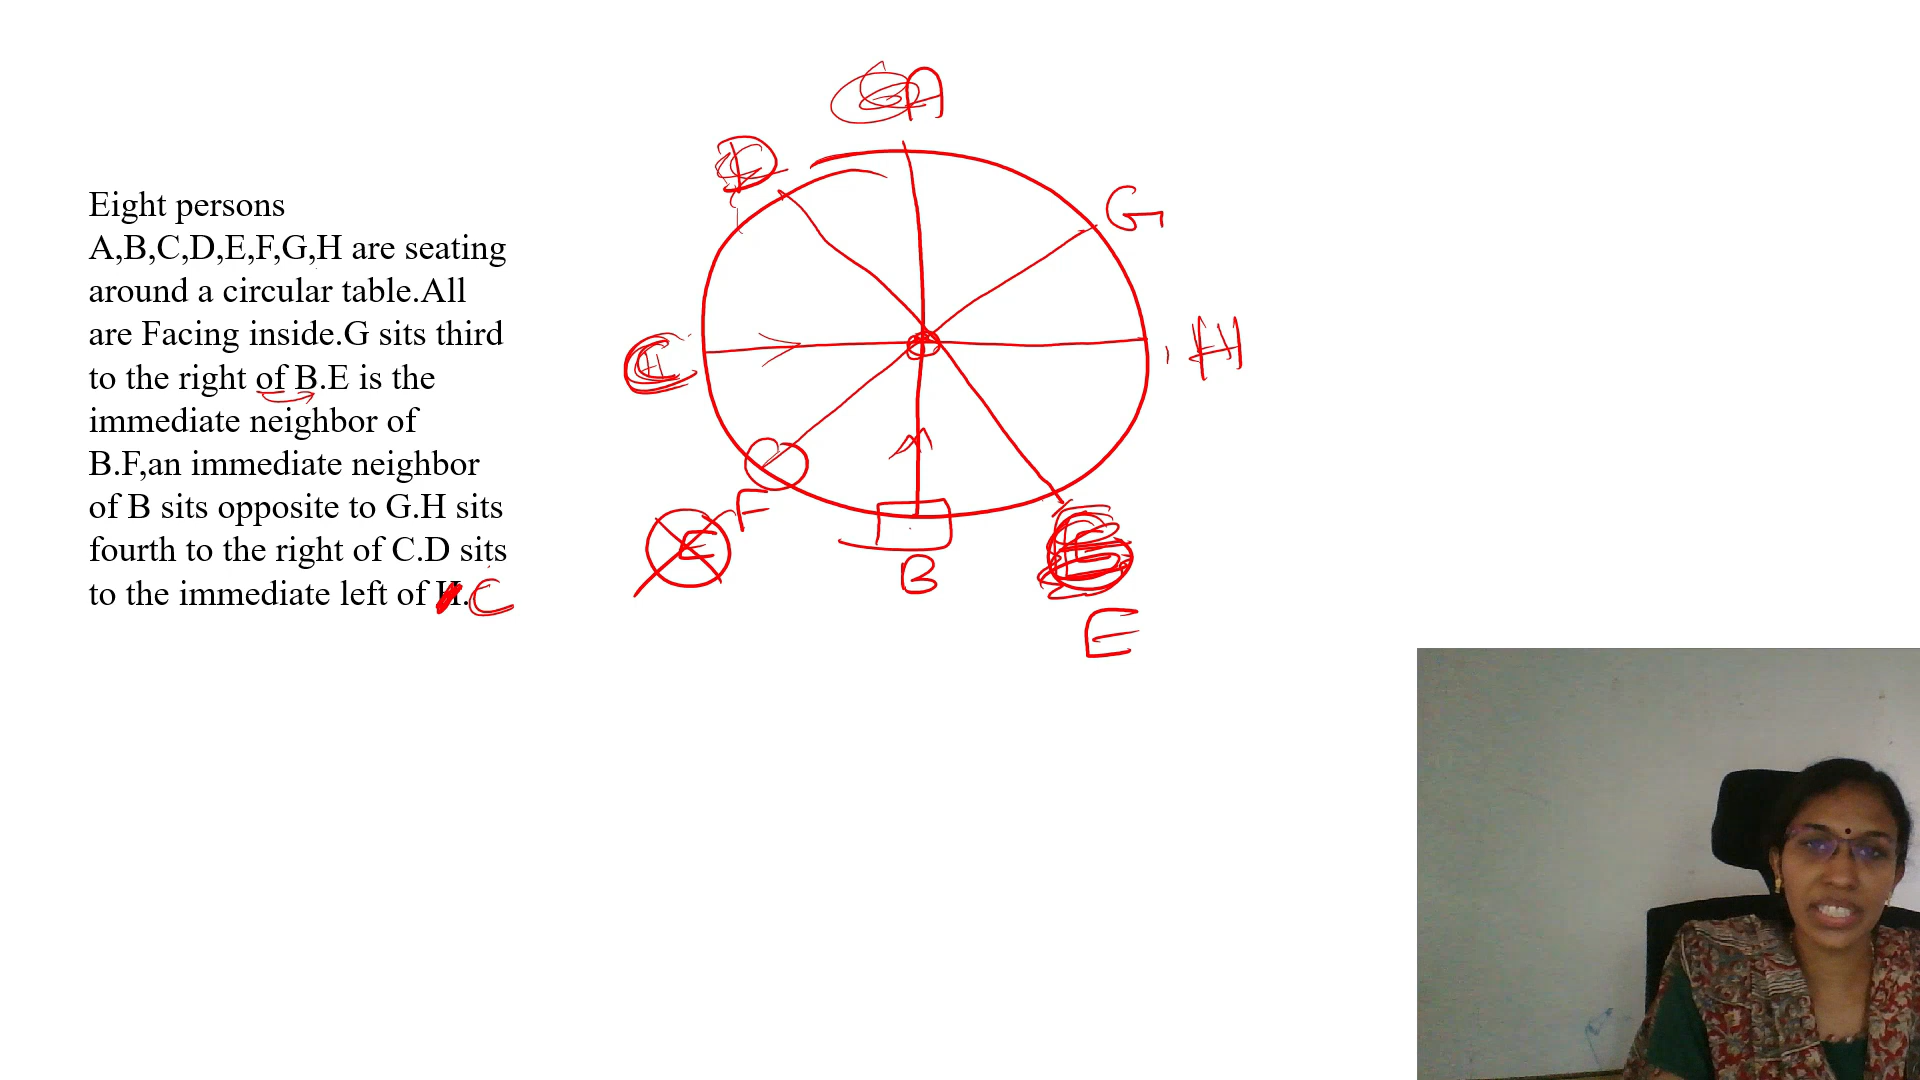 Eight persons
A,B,C,D,E,F,G,H are seating
around a circular table.All
are Facing inside.G sits third
to the right of B.E is the
immediate neighbor of
B.F,an immediate neighbor
of B sits opposite to G.H sits
fourth to the right of C.D sits
to the immediate left of H. C
A
D
G
C
H
F
E
B
E